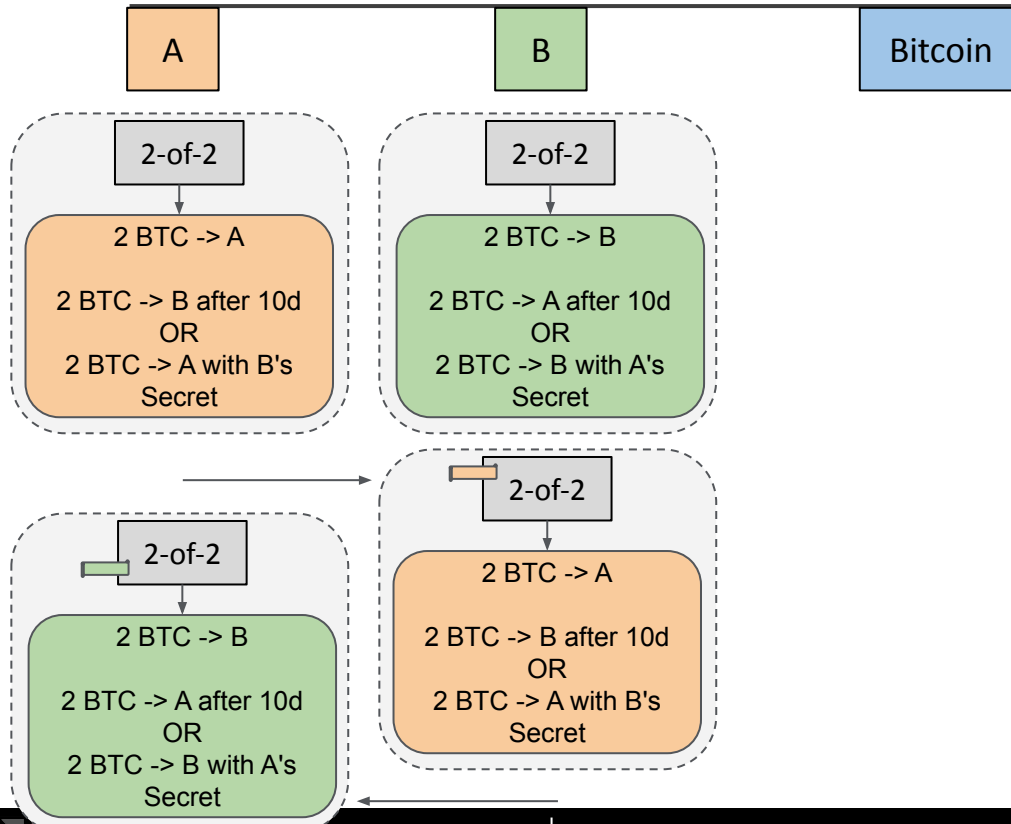 A
B
Bitcoin
2-of-2
2 BTC -> A
2 BTC -> B after 10d
OR
2 BTC -> A with B's
Secret
2-of-2
2 BTC -> B
2 BTC -> A after 10d
OR
2 BTC -> B with A's
Secret
2-of-2
2 BTC -> A
2 BTC -> B after 10d
OR
2 BTC -> A with B's
Secret
2-of-2
2 BTC -> B
2 BTC -> A after 10d
OR
2 BTC -> B with A's
Secret